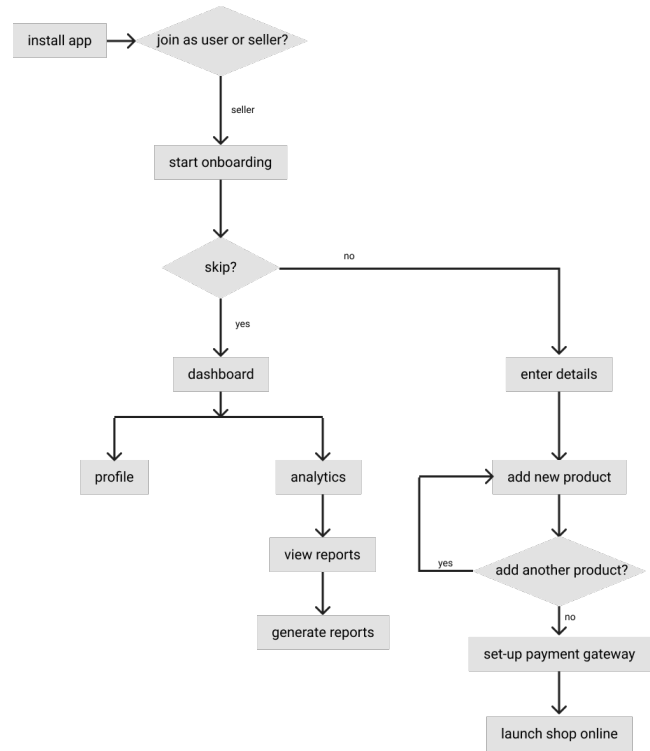 install app
join as user or seller?
seller
start onboarding
skip?
no
yes
dashboard
enter details
profile
analytics
add new product
view reports
yes
add another product?
no
generate reports
set-up payment gateway
launch shop online